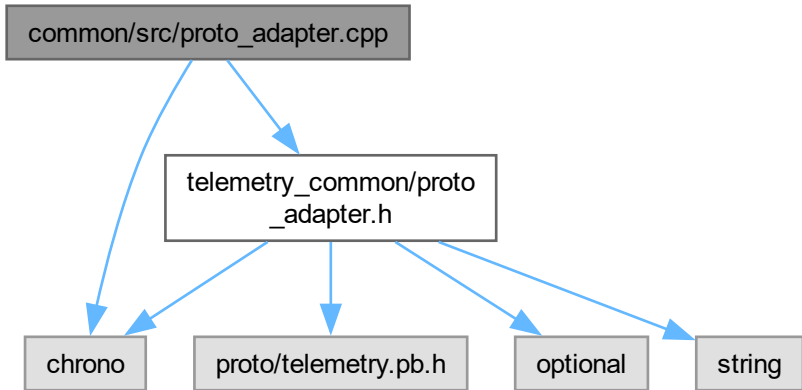 common/src/proto_adapter.cpp
telemetry_common/proto
_adapter.h
chrono
proto/telemetry.pb.h
optional
string